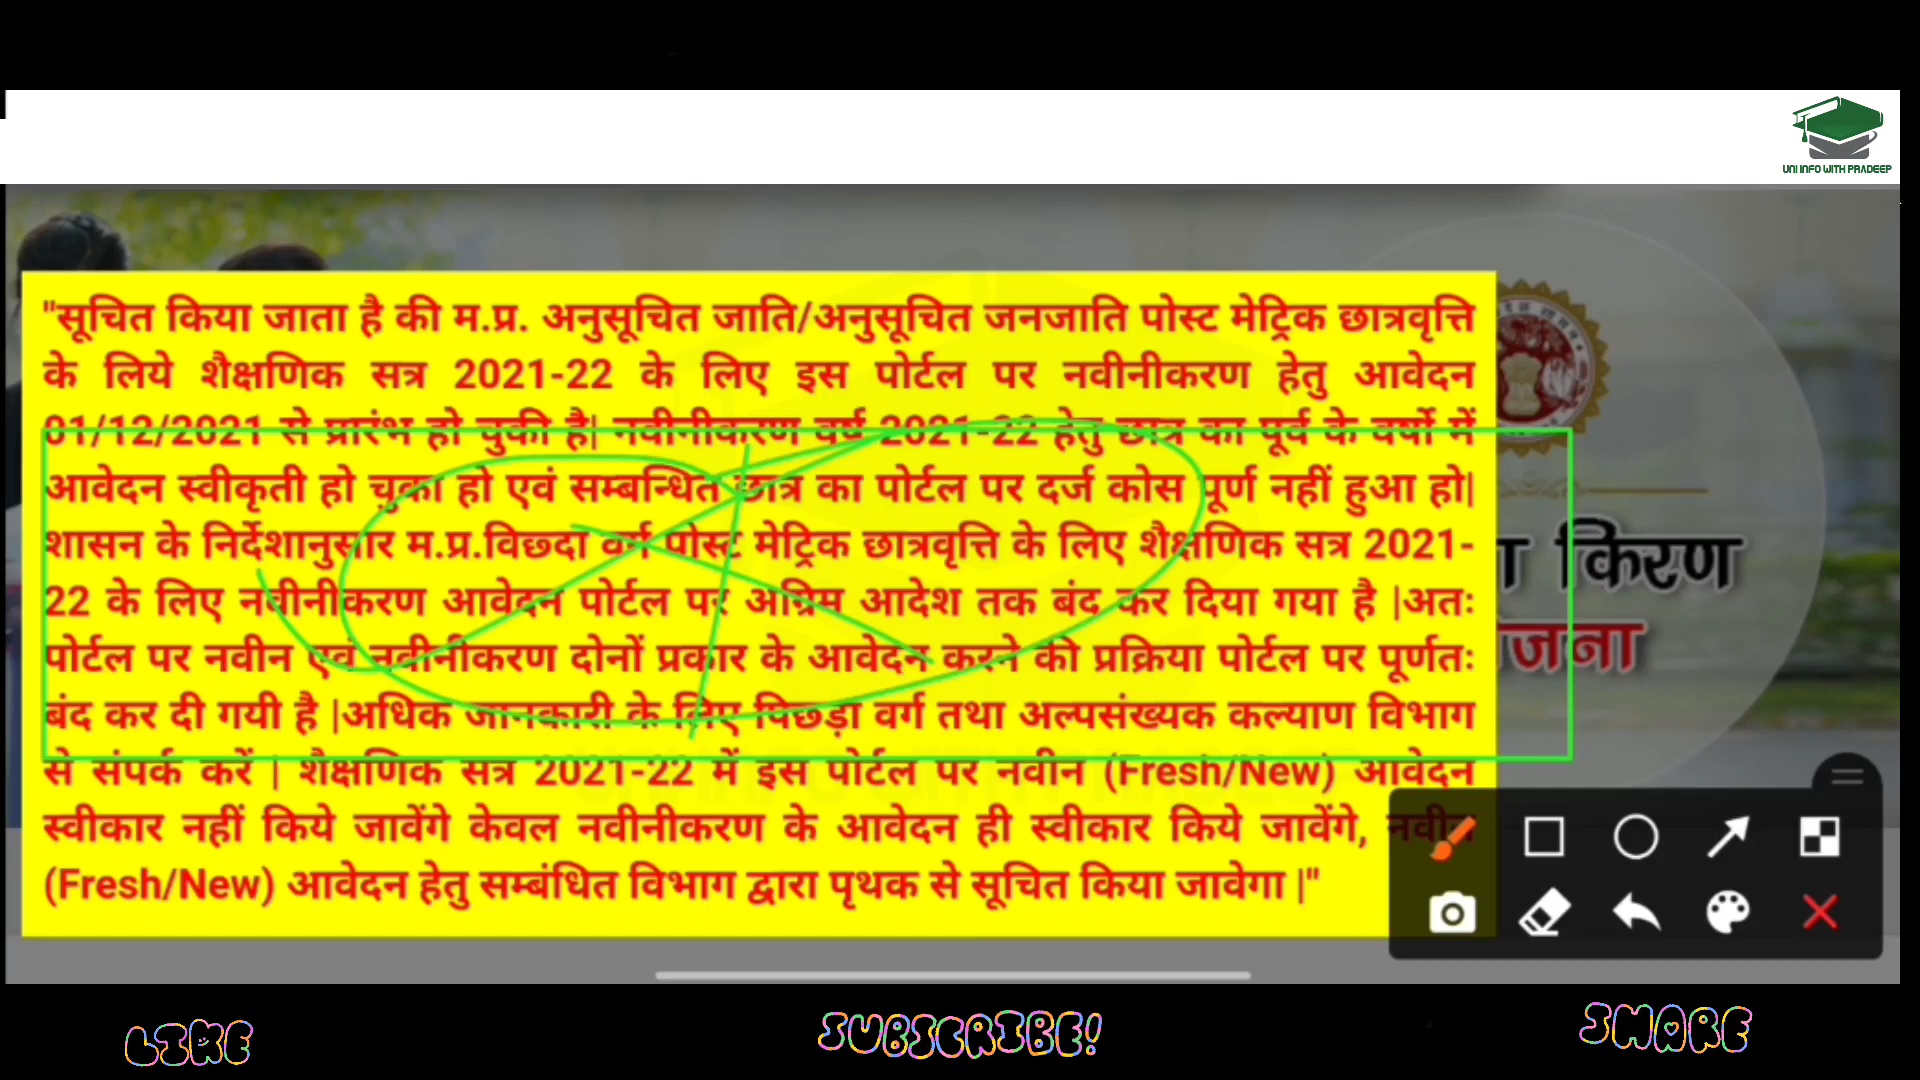 UNI INFO WITH PRADEEP
"सूचित किया जाता है की म.प्र. अनुसूचित जाति/अनुसूचित जनजाति पोस्ट मेट्रिक छात्रवृत्ति
के लिये शैक्षणिक सत्र 2021-22 के लिए इस पोर्टल पर नवीनीकरण हेतु आवेदन
01/12/2021 से प्रारंभ हो चुकी है| नवीनीकरण वर्ष 2021-22 हेतु छात्र का पूर्व के वर्षो में
आवेदन स्वीकृती हो चुका हो एवं सम्बन्धित छात्र का पोर्टल पर दर्ज कोस पूर्ण नहीं हुआ हो|
शासन के निर्देशानुसार म.प्र.विछदा वर्ग पोस्ट मेट्रिक छात्रवृत्ति के लिए शैक्षणिक सत्र 2021-
22 के लिए नवीनीकरण आवेदन पोर्टल पर अग्रिम आदेश तक बंद कर दिया गया है |अतः
पोर्टल पर नवीन एवं नवीनीकरण दोनों प्रकार के आवेदन करने की प्रक्रिया पोर्टल पर पूर्णतः
बंद कर दी गयी है |अधिक जानकारी के लिए पिछड़ा वर्ग तथा अल्पसंख्यक कल्याण विभाग
से संपर्क करें | शैक्षणिक सत्र 2021-22 में इस पोर्टल पर नवीन (Fresh/New) आवेदन
स्वीकार नहीं किये जावेंगे केवल नवीनीकरण के आवेदन ही स्वीकार किये जावेंगे, नवीन
(Fresh/New) आवेदन हेतु सम्बंधित विभाग द्वारा पृथक से सूचित किया जावेगा |"
किरण
LIKE
SUBSCRIBE!
SHARE